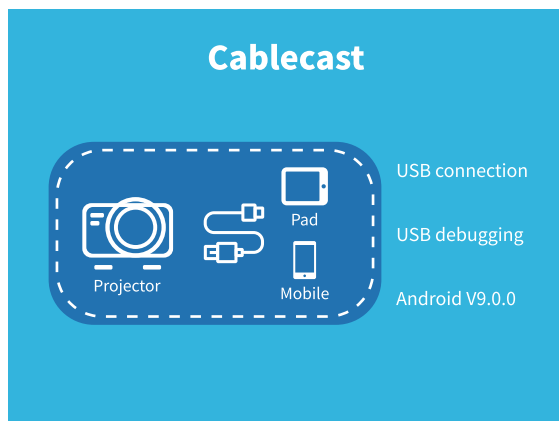 Cablecast
USB connection
Pad
USB debugging
Projector
Mobile
Android V9.0.0